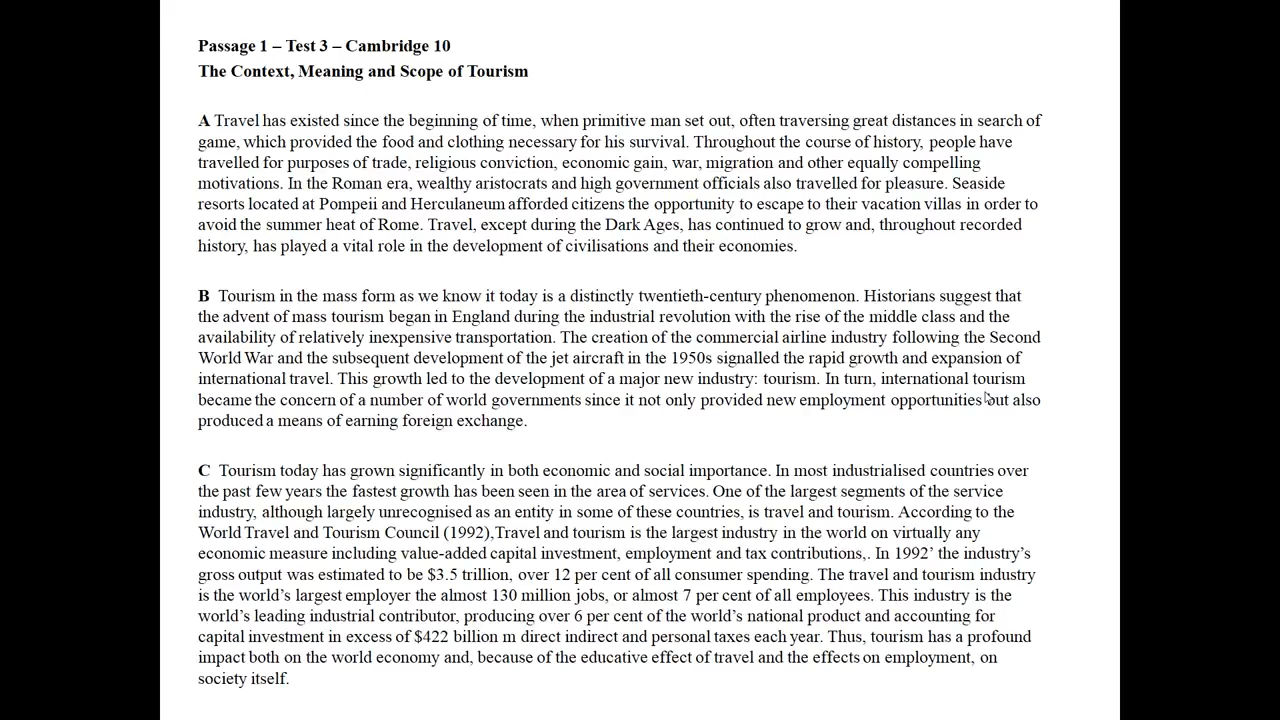 Passage 1 – Test 3 – Cambridge 10
The Context, Meaning and Scope of Tourism
A Travel has existed since the beginning of time, when primitive man set out, often traversing great distances in search of
game, which provided the food and clothing necessary for his survival. Throughout the course of history, people have
travelled for purposes of trade, religious conviction, economic gain, war, migration and other equally compelling
motivations. In the Roman era, wealthy aristocrats and high government officials also travelled for pleasure. Seaside
resorts located at Pompeii and Herculaneum afforded citizens the opportunity to escape to their vacation villas in order to
avoid the summer heat of Rome. Travel, except during the Dark Ages, has continued to grow and, throughout recorded
history, has played a vital role in the development of civilisations and their economies.
B Tourism in the mass form as we know it today is a distinctly twentieth-century phenomenon. Historians suggest that
the advent of mass tourism began in England during the industrial revolution with the rise of the middle class and the
availability of relatively inexpensive transportation. The creation of the commercial airline industry following the Second
World War and the subsequent development of the jet aircraft in the 1950s signalled the rapid growth and expansion of
international travel. This growth led to the development of a major new industry: tourism. In turn, international tourism
became the concern of a number of world governments since it not only provided new employment opportunities but also
produced a means of earning foreign exchange.
C Tourism today has grown significantly in both economic and social importance. In most industrialised countries over
the past few years the fastest growth has been seen in the area of services. One of the largest segments of the service
industry, although largely unrecognised as an entity in some of these countries, is travel and tourism. According to the
World Travel and Tourism Council (1992),Travel and tourism is the largest industry in the world on virtually any
economic measure including value-added capital investment, employment and tax contributions,. In 1992’ the industry’s
gross output was estimated to be $3.5 trillion, over 12 per cent of all consumer spending. The travel and tourism industry
is the world’s largest employer the almost 130 million jobs, or almost 7 per cent of all employees. This industry is the
world’s leading industrial contributor, producing over 6 per cent of the world’s national product and accounting for
capital investment in excess of $422 billion m direct indirect and personal taxes each year. Thus, tourism has a profound
impact both on the world economy and, because of the educative effect of travel and the effects on employment, on
society itself.